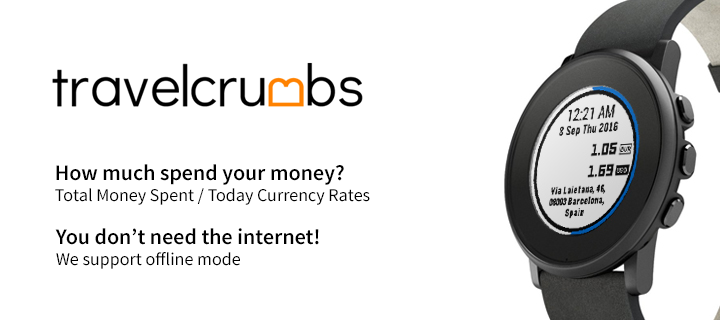 travelcrumbs
How much spend your money?
Total Money Spent / Today Currency Rates
You don't need the internet!
We support offline mode
12:21 AM
8 Sep Thu 2016
1.05 EUR
1.69 USD
Via Laietana, 46,
08003 Barcelona,
Spain